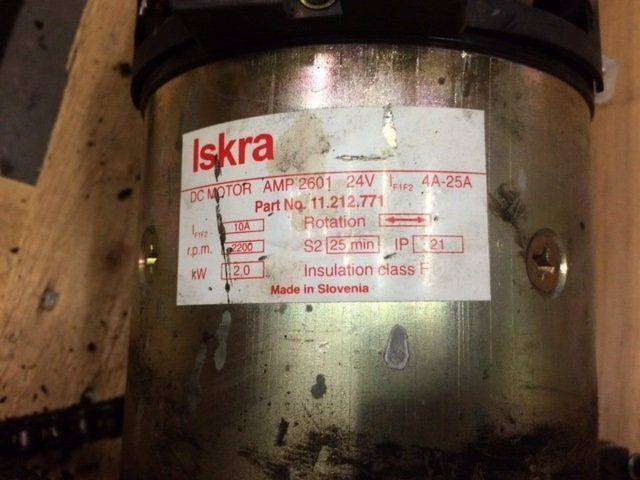 Iskra
DC MOTOR AMP 2601 24V IF1F2 4A-25A
Part No. 11.212.771
IF1F2 10A Rotation
r.p.m. 2200 S2 25 min IP 21
kW 2,0 Insulation class F
Made in Slovenia